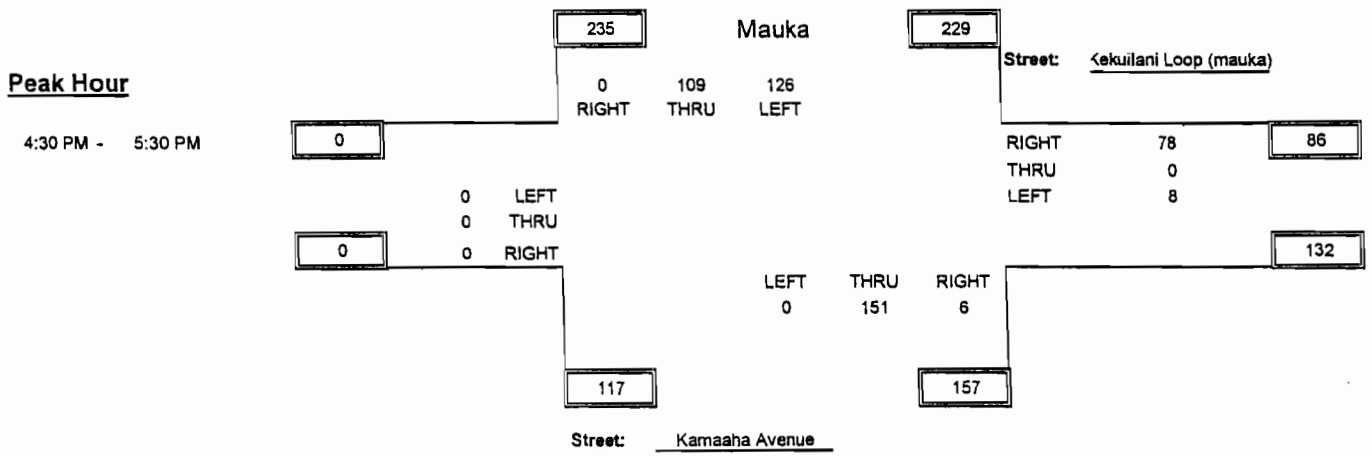 235 Mauka 229
Street: Kekuilani Loop (mauka)
Peak Hour
0 109 126
RIGHT THRU LEFT
4:30 PM - 5:30 PM 0 RIGHT 78 86
THRU 0
0 LEFT LEFT 8
0 THRU
0 0 RIGHT 132
LEFT THRU RIGHT
0 151 6
117 157
Street: Kamaaha Avenue